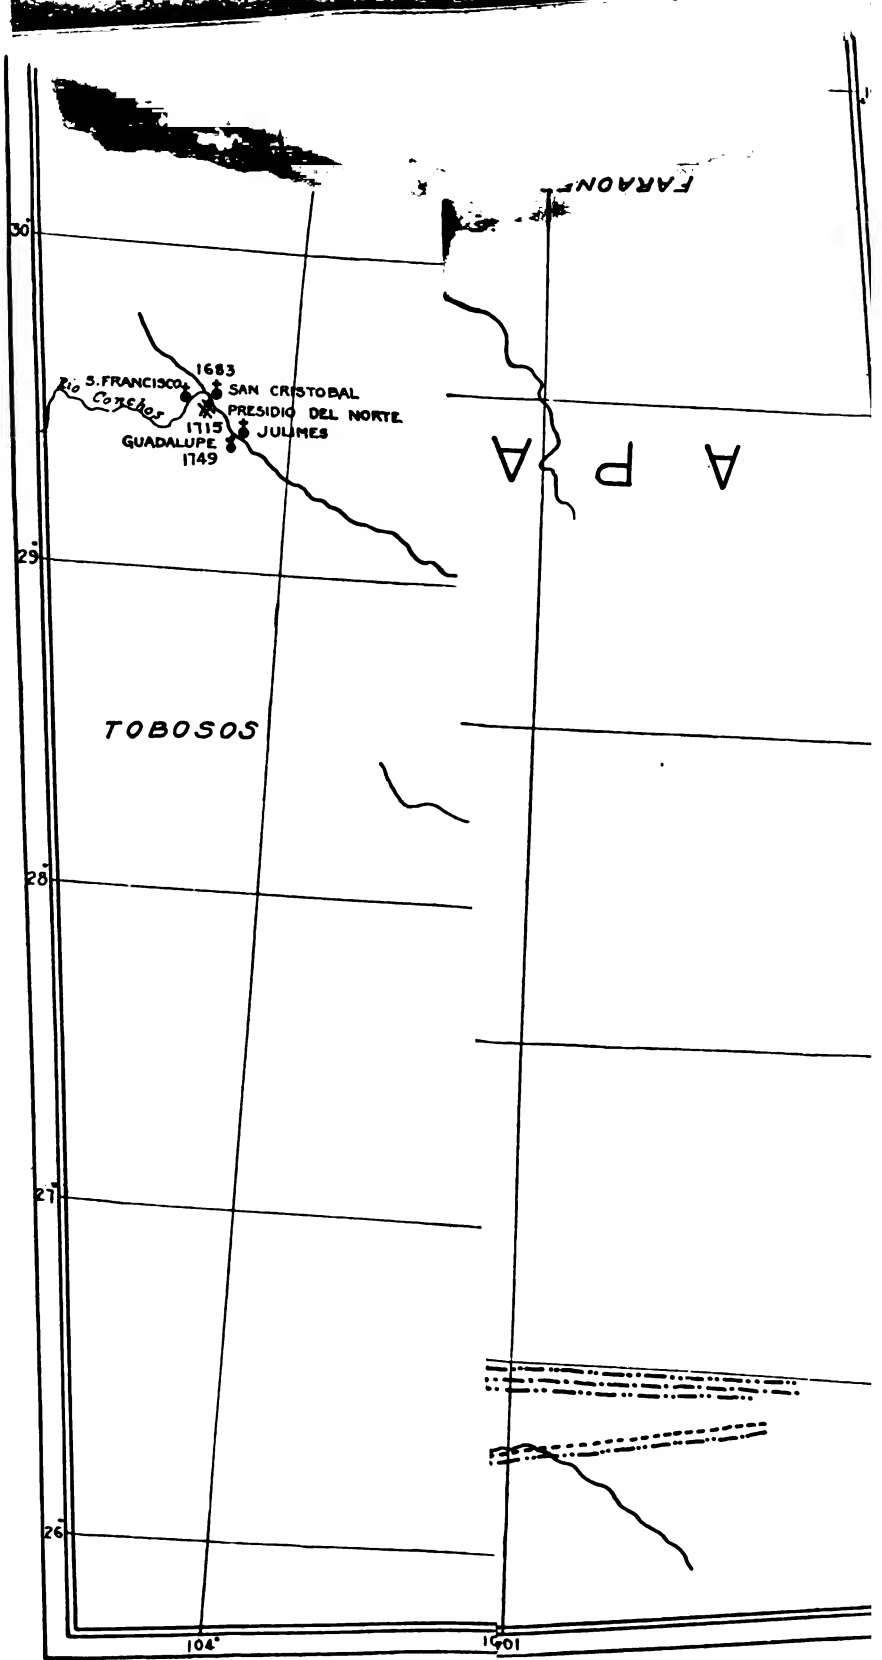 FARAONE
30°
1683
S. FRANCISCO
SAN CRISTOBAL
Rio Conchos
PRESIDIO DEL NORTE
1715
JULIMES
GUADALUPE
1749
A P A
29°
TOBOSOS
28°
27°
26°
104°